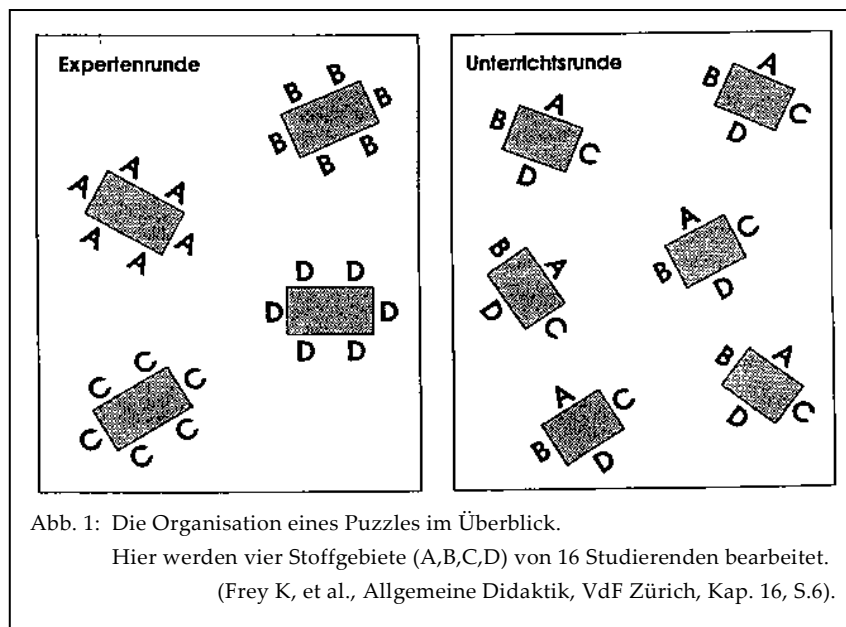 Expertenrunde
B B
B B
B B
A A
A A
A A
D D
D D
D D
C C
C C
C C
Unterrichtsrunde
B A
D C
B A
D C
B A
D C
A C
B D
A C
B D
B A
D C
Abb. 1: Die Organisation eines Puzzles im Überblick.
Hier werden vier Stoffgebiete (A,B,C,D) von 16 Studierenden bearbeitet.
(Frey K, et al., Allgemeine Didaktik, VdF Zürich, Kap. 16, S.6).